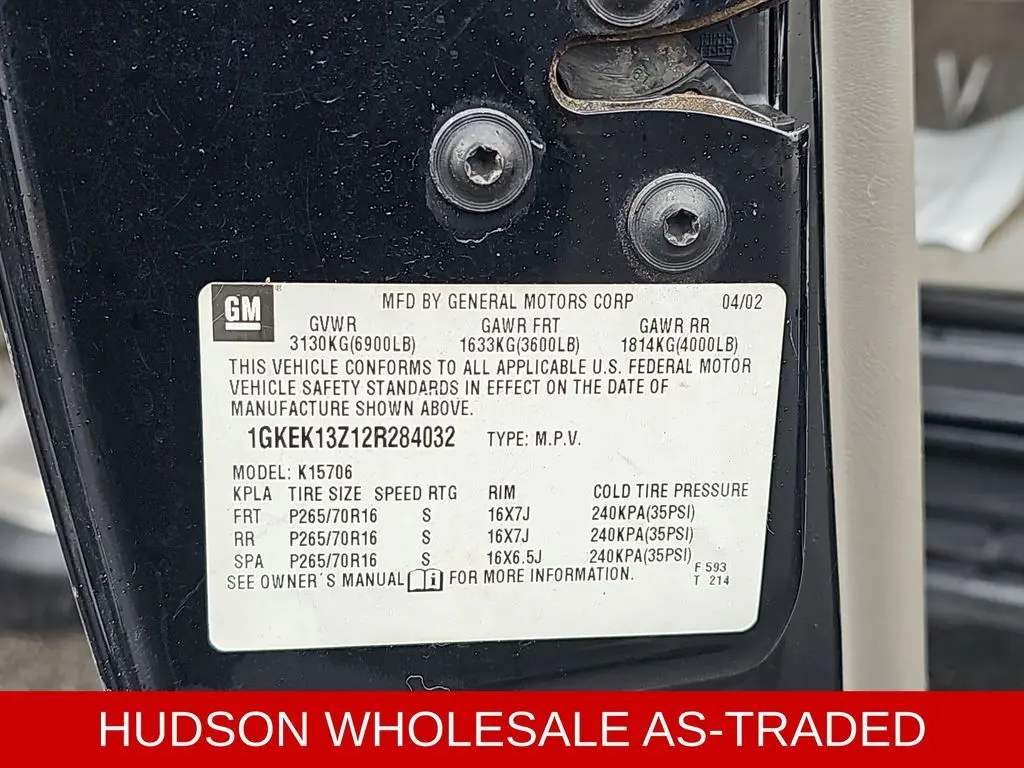 GM
MFD BY GENERAL MOTORS CORP 04/02
GVWR GAWR FRT GAWR RR
3130KG(6900LB) 1633KG(3600LB) 1814KG(4000LB)
THIS VEHICLE CONFORMS TO ALL APPLICABLE U.S. FEDERAL MOTOR
VEHICLE SAFETY STANDARDS IN EFFECT ON THE DATE OF
MANUFACTURE SHOWN ABOVE.
1GKEK13Z12R284032 TYPE: M.P.V.
MODEL: K15706
KPLA TIRE SIZE SPEED RTG RIM COLD TIRE PRESSURE
FRT P265/70R16 S 16X7J 240KPA(35PSI)
RR P265/70R16 S 16X7J 240KPA(35PSI)
SPA P265/70R16 S 16X6.5J 240KPA(35PSI)
F 593
SEE OWNER'S MANUAL FOR MORE INFORMATION. T 214
HUDSON WHOLESALE AS-TRADED